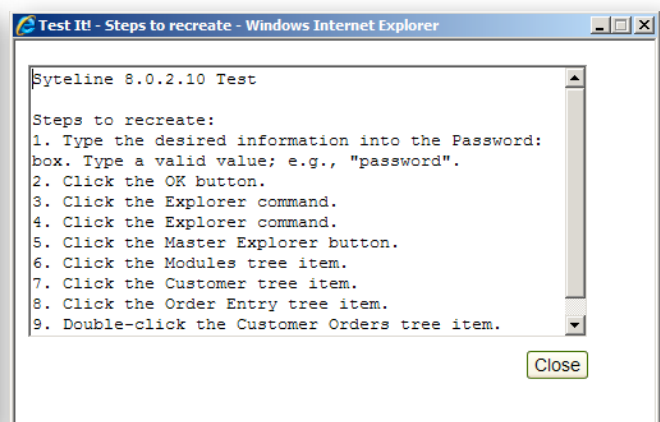 Test It! - Steps to recreate - Windows Internet Explorer
Syteline 8.0.2.10 Test
Steps to recreate:
1. Type the desired information into the Password:
box. Type a valid value; e.g., "password".
2. Click the OK button.
3. Click the Explorer command.
4. Click the Explorer command.
5. Click the Master Explorer button.
6. Click the Modules tree item.
7. Click the Customer tree item.
8. Click the Order Entry tree item.
9. Double-click the Customer Orders tree item.
Close